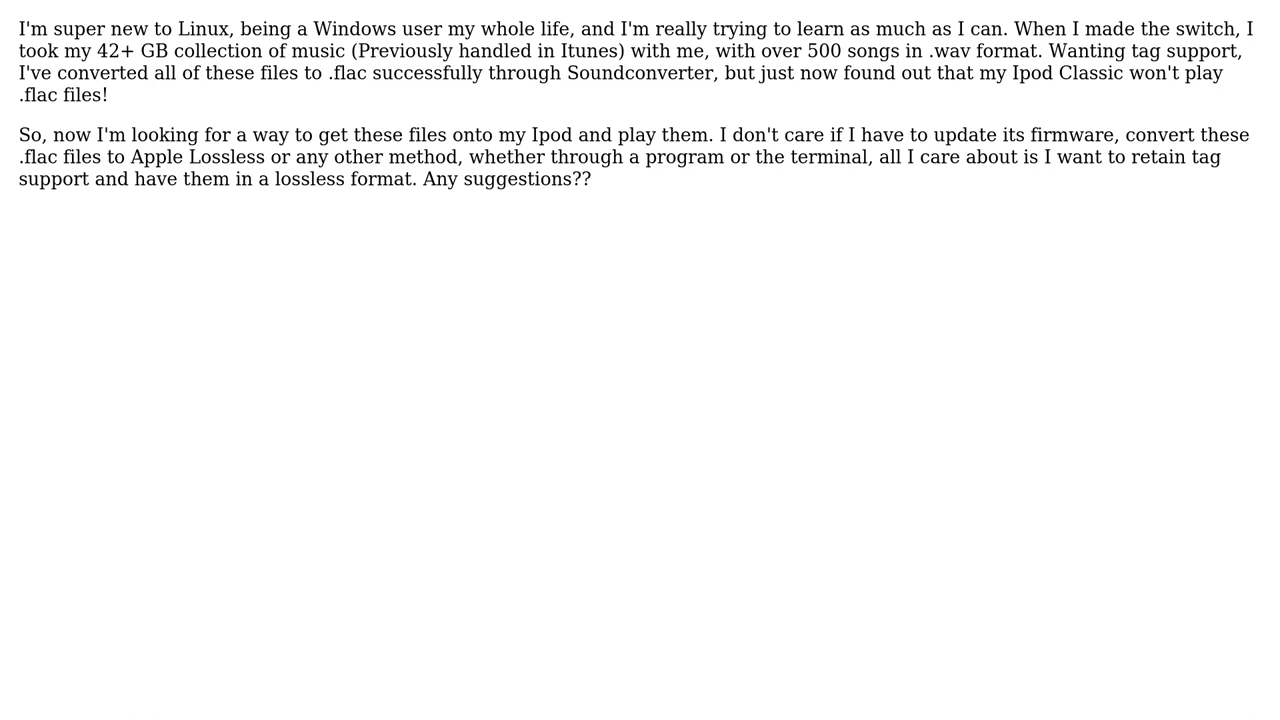 I'm super new to Linux, being a Windows user my whole life, and I'm really trying to learn as much as I can. When I made the switch, I
took my 42+ GB collection of music (Previously handled in Itunes) with me, with over 500 songs in .wav format. Wanting tag support,
I've converted all of these files to .flac successfully through Soundconverter, but just now found out that my Ipod Classic won't play
.flac files!
So, now I'm looking for a way to get these files onto my Ipod and play them. I don't care if I have to update its firmware, convert these
.flac files to Apple Lossless or any other method, whether through a program or the terminal, all I care about is I want to retain tag
support and have them in a lossless format. Any suggestions??